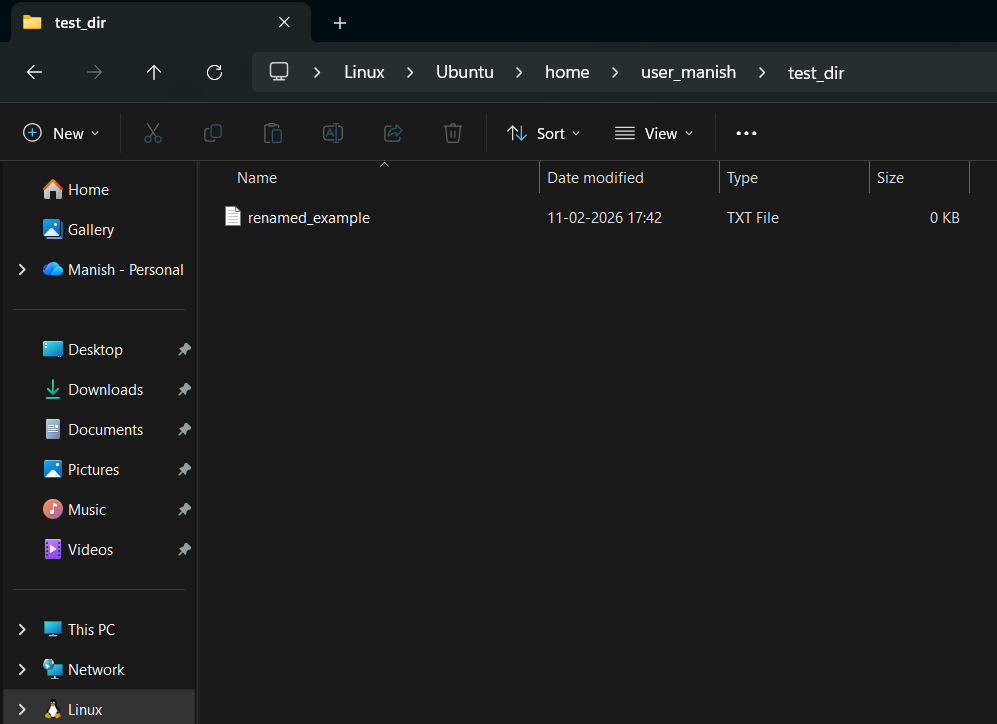 test_dir
Linux > Ubuntu > home > user_manish > test_dir
New Sort View
Name Date modified Type Size
renamed_example 11-02-2026 17:42 TXT File 0 KB
Home
Gallery
Manish - Personal
Desktop
Downloads
Documents
Pictures
Music
Videos
This PC
Network
Linux